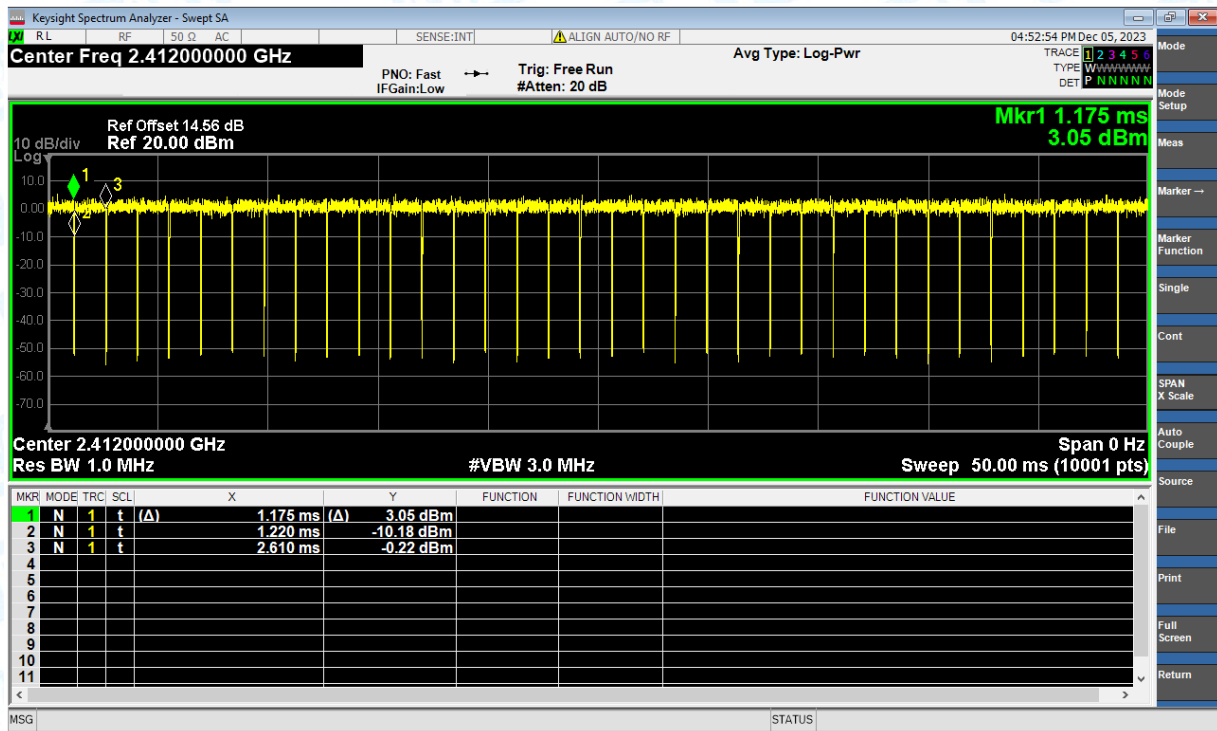 Keysight Spectrum Analyzer - Swept SA
LXI RL RF 50 Ω AC SENSE:INT ALIGN AUTO/NO RF 04:52:54 PM Dec 05, 2023
Center Freq 2.412000000 GHz Avg Type: Log-Pwr TRACE 1 2 3 4 5 6
PNO: Fast Trig: Free Run TYPE WWWWWW
IFGain:Low #Atten: 20 dB DET P N N N N N
Mkr1 1.175 ms
Ref Offset 14.56 dB
10 dB/div Ref 20.00 dBm 3.05 dBm
Log
10.0
0.00
-10.0
-20.0
-30.0
-40.0
-50.0
-60.0
-70.0
1
3
2
Center 2.412000000 GHz Span 0 Hz
Res BW 1.0 MHz #VBW 3.0 MHz Sweep 50.00 ms (10001 pts)
MKR MODE TRC SCL X Y FUNCTION FUNCTION WIDTH FUNCTION VALUE
1 N 1 t (Δ) 1.175 ms (Δ) 3.05 dBm
2 N 1 t 1.220 ms -10.18 dBm
3 N 1 t 2.610 ms -0.22 dBm
4
5
6
7
8
9
10
11
MSG STATUS
Mode
Mode
Setup
Meas
Marker →
Marker
Function
Single
Cont
SPAN
X Scale
Auto
Couple
Source
File
Print
Full
Screen
Return